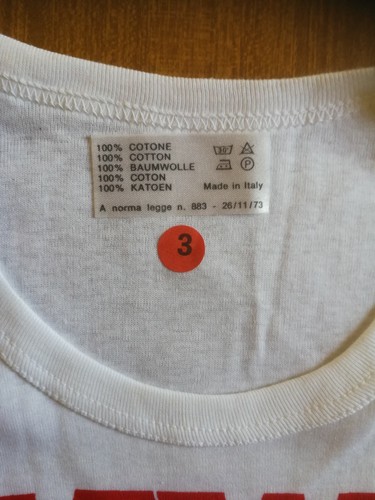 100% COTONE
100% COTTON
100% BAUMWOLLE
100% COTON
100% KATOEN
Made in Italy
A norma legge n. 883 - 26/11/73
3